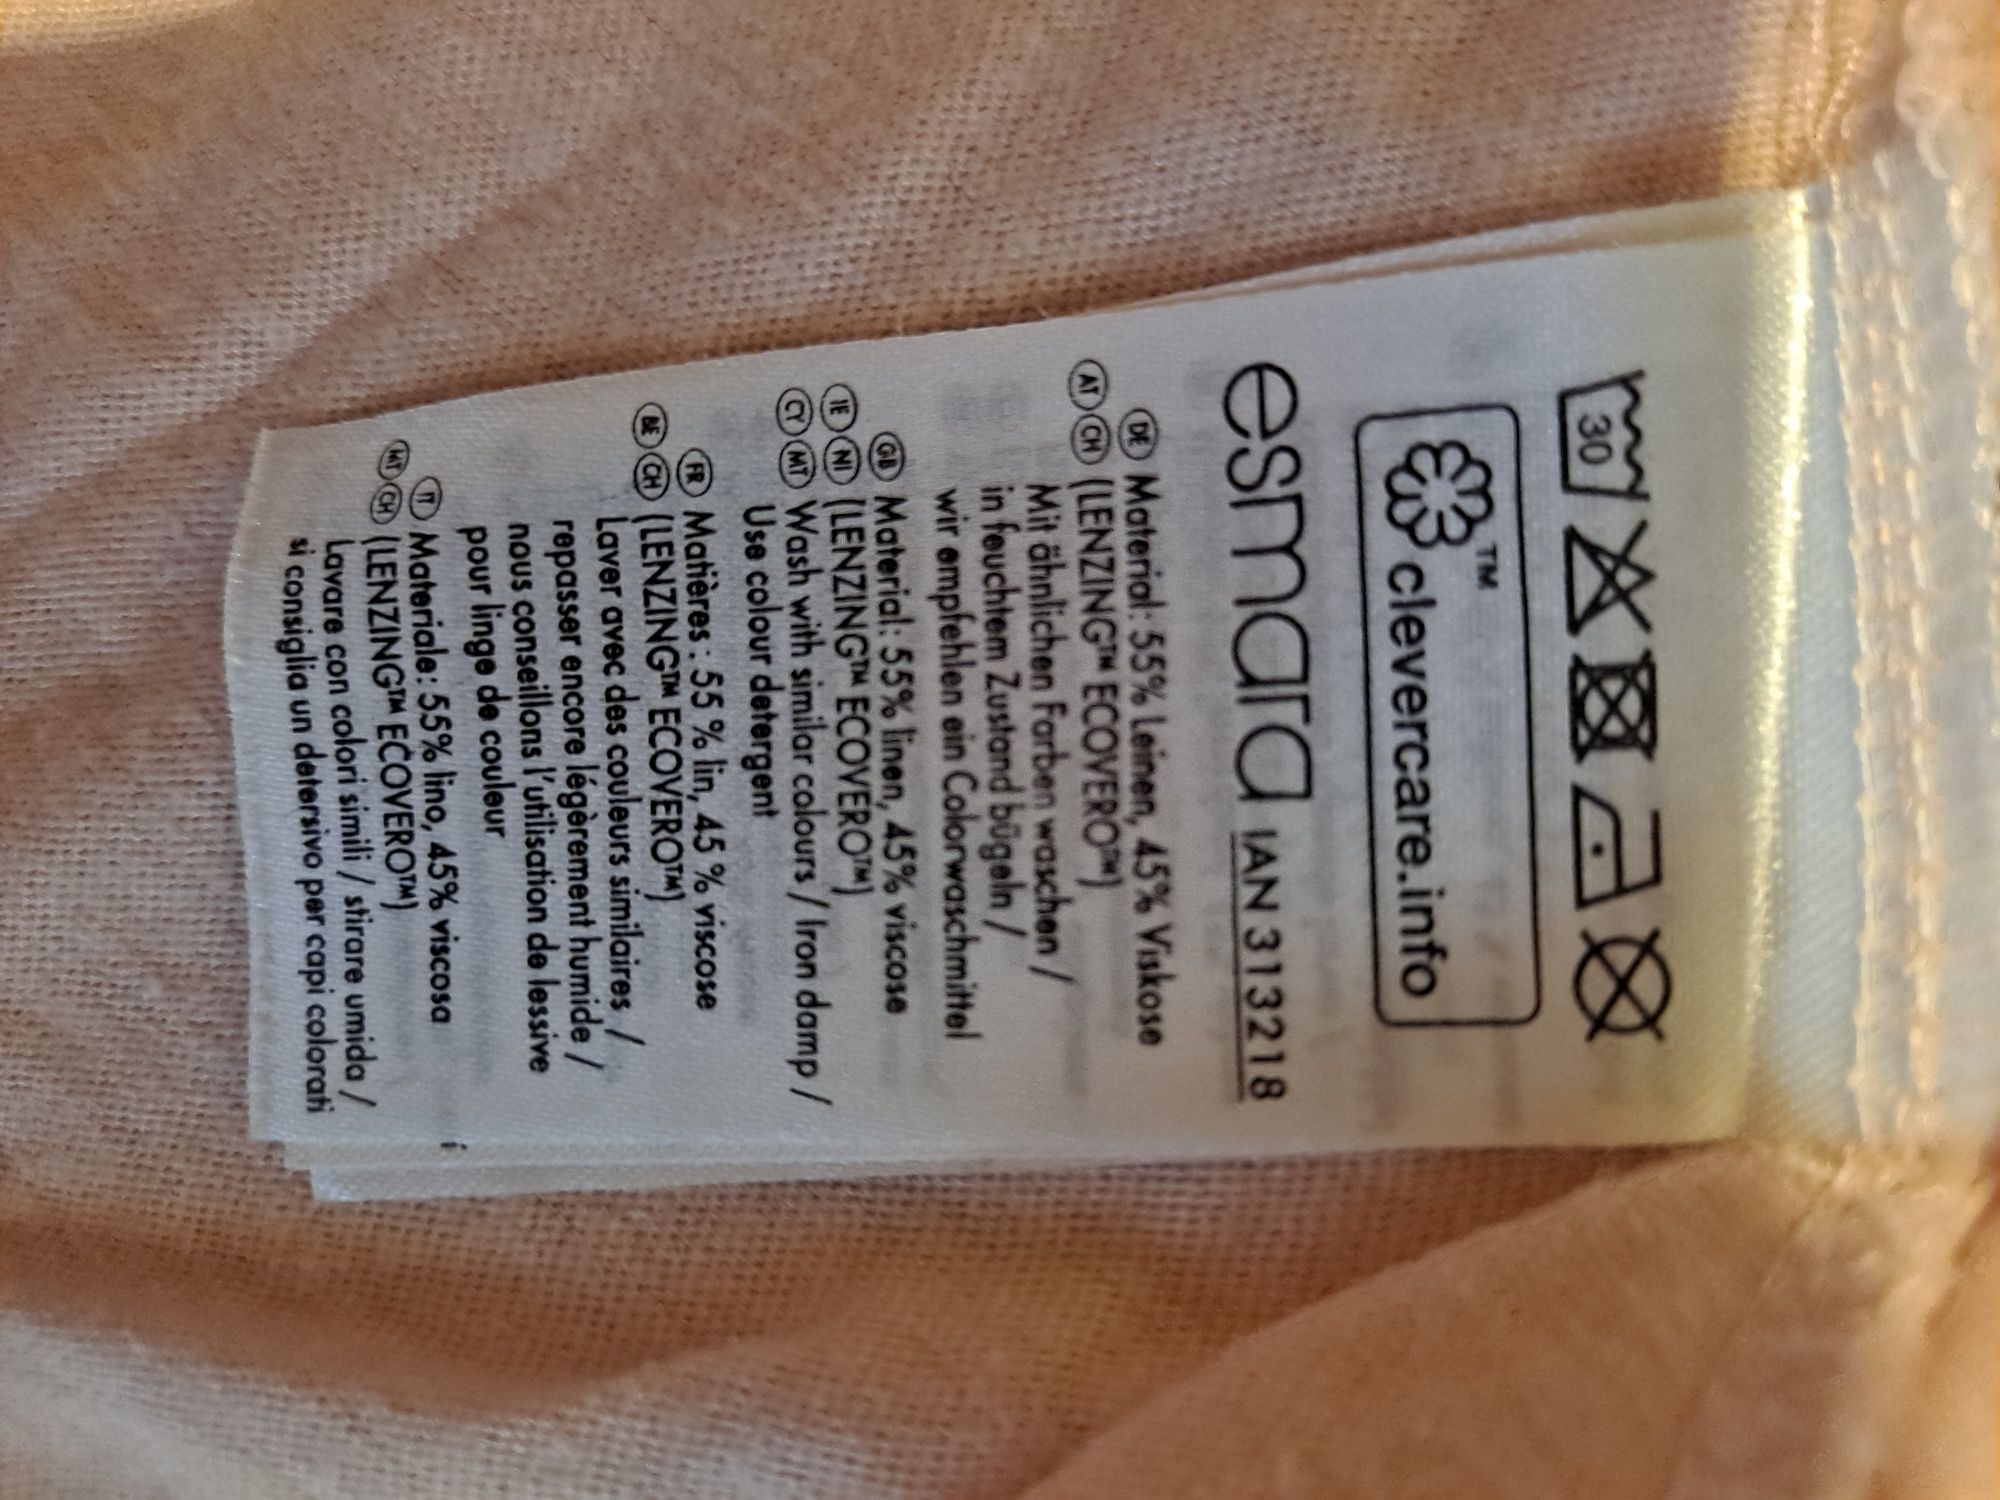 30
™
clevercare.info
esmara IAN 313218
DE Material: 55% Leinen, 45% Viskose
AT CH (LENZING™ ECOVERO™)
Mit ähnlichen Farben waschen /
in feuchtem Zustand bügeln /
wir empfehlen ein Colorwaschmittel
GB Material: 55% linen, 45% viscose
IE NI (LENZING™ ECOVERO™)
CY MT Wash with similar colours / Iron damp /
Use colour detergent
FR Matières : 55 % lin, 45 % viscose
BE CH (LENZING™ ECOVERO™)
Laver avec des couleurs similaires /
repasser encore légèrement humide /
nous conseillons l'utilisation de lessive
pour linge de couleur
IT Materiale: 55% lino, 45% viscosa
MT CH (LENZING™ ECOVERO™)
Lavare con colori simili / stirare umida /
si consiglia un detersivo per capi colorati